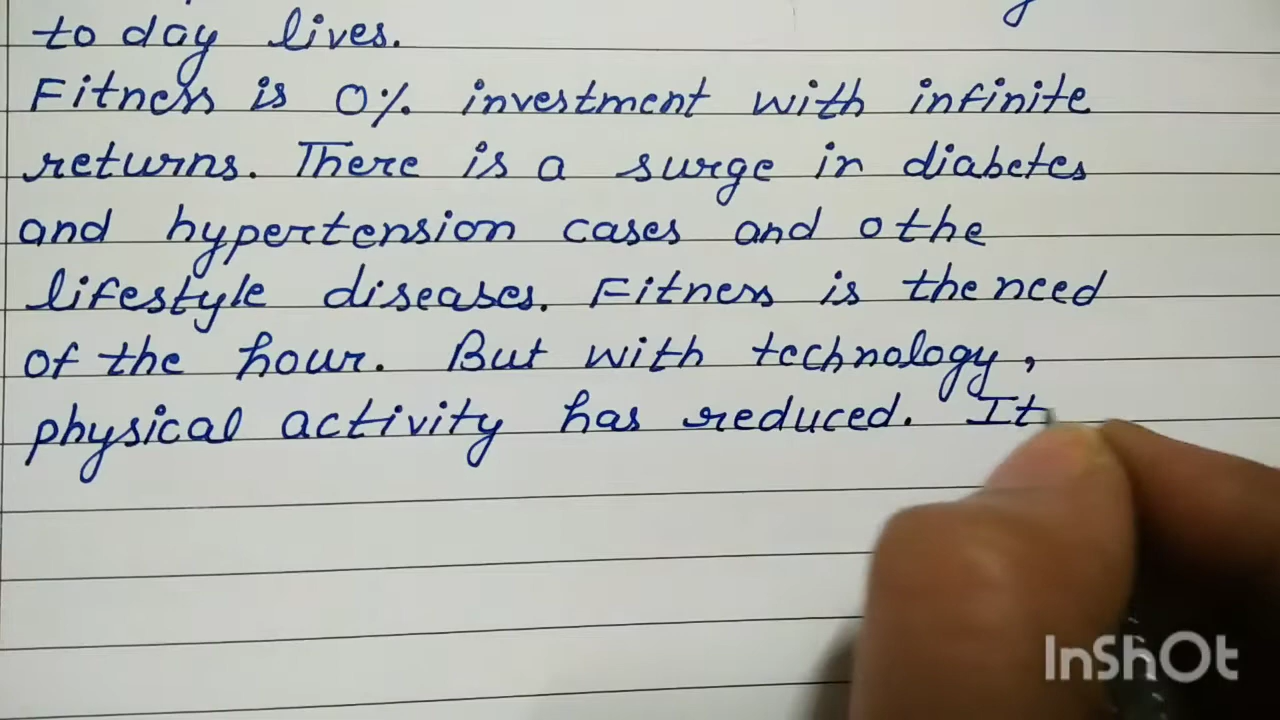 to day lives.
Fitness is 0% investment with infinite
returns. There is a surge in diabetes
and hypertension cases and othe
lifestyle diseases. Fitness is the need
of the hour. But with technology,
physical activity has reduced. It
InShOt